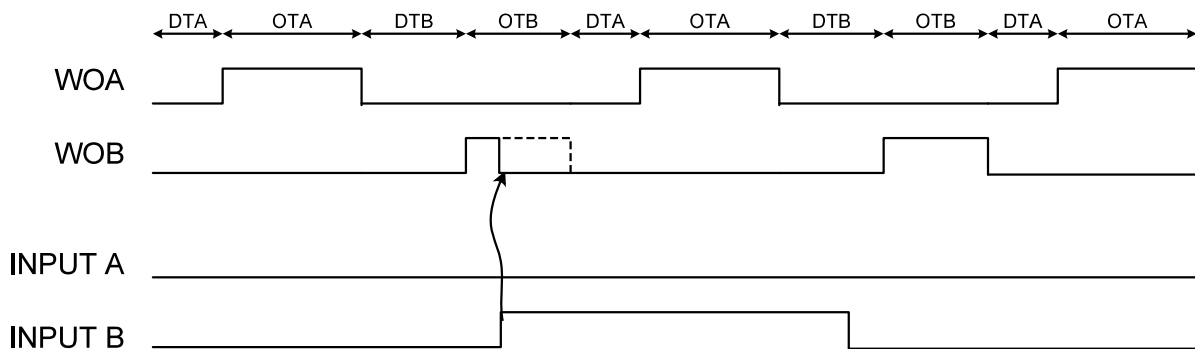 DTA OTA DTB OTB DTA OTA DTB OTB DTA OTA
WOA
WOB
INPUT A
INPUT B